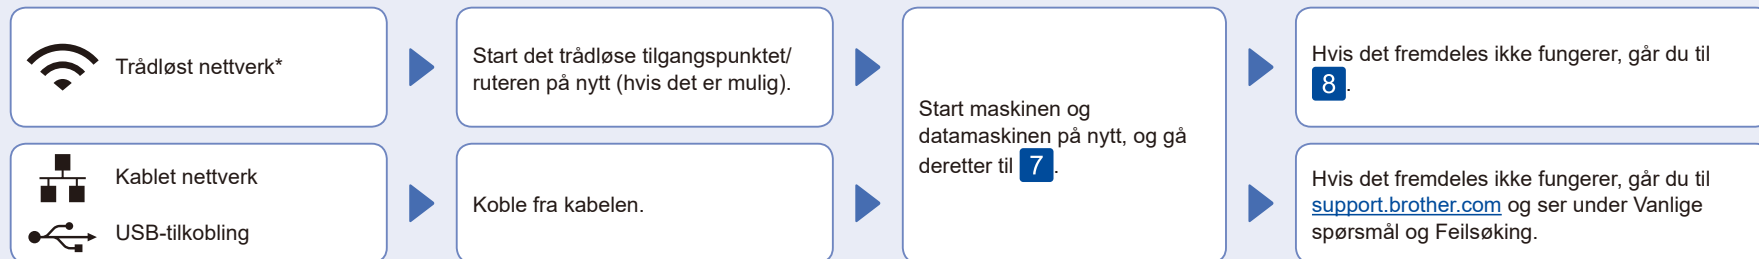 Trådløst nettverk*
Start det trådløse tilgangspunktet/
ruteren på nytt (hvis det er mulig).
Kablet nettverk
USB-tilkobling
Koble fra kabelen.
Start maskinen og
datamaskinen på nytt, og gå
deretter til 7.
Hvis det fremdeles ikke fungerer, går du til
8.
Hvis det fremdeles ikke fungerer, går du til
support.brother.com og ser under Vanlige
spørsmål og Feilsøking.